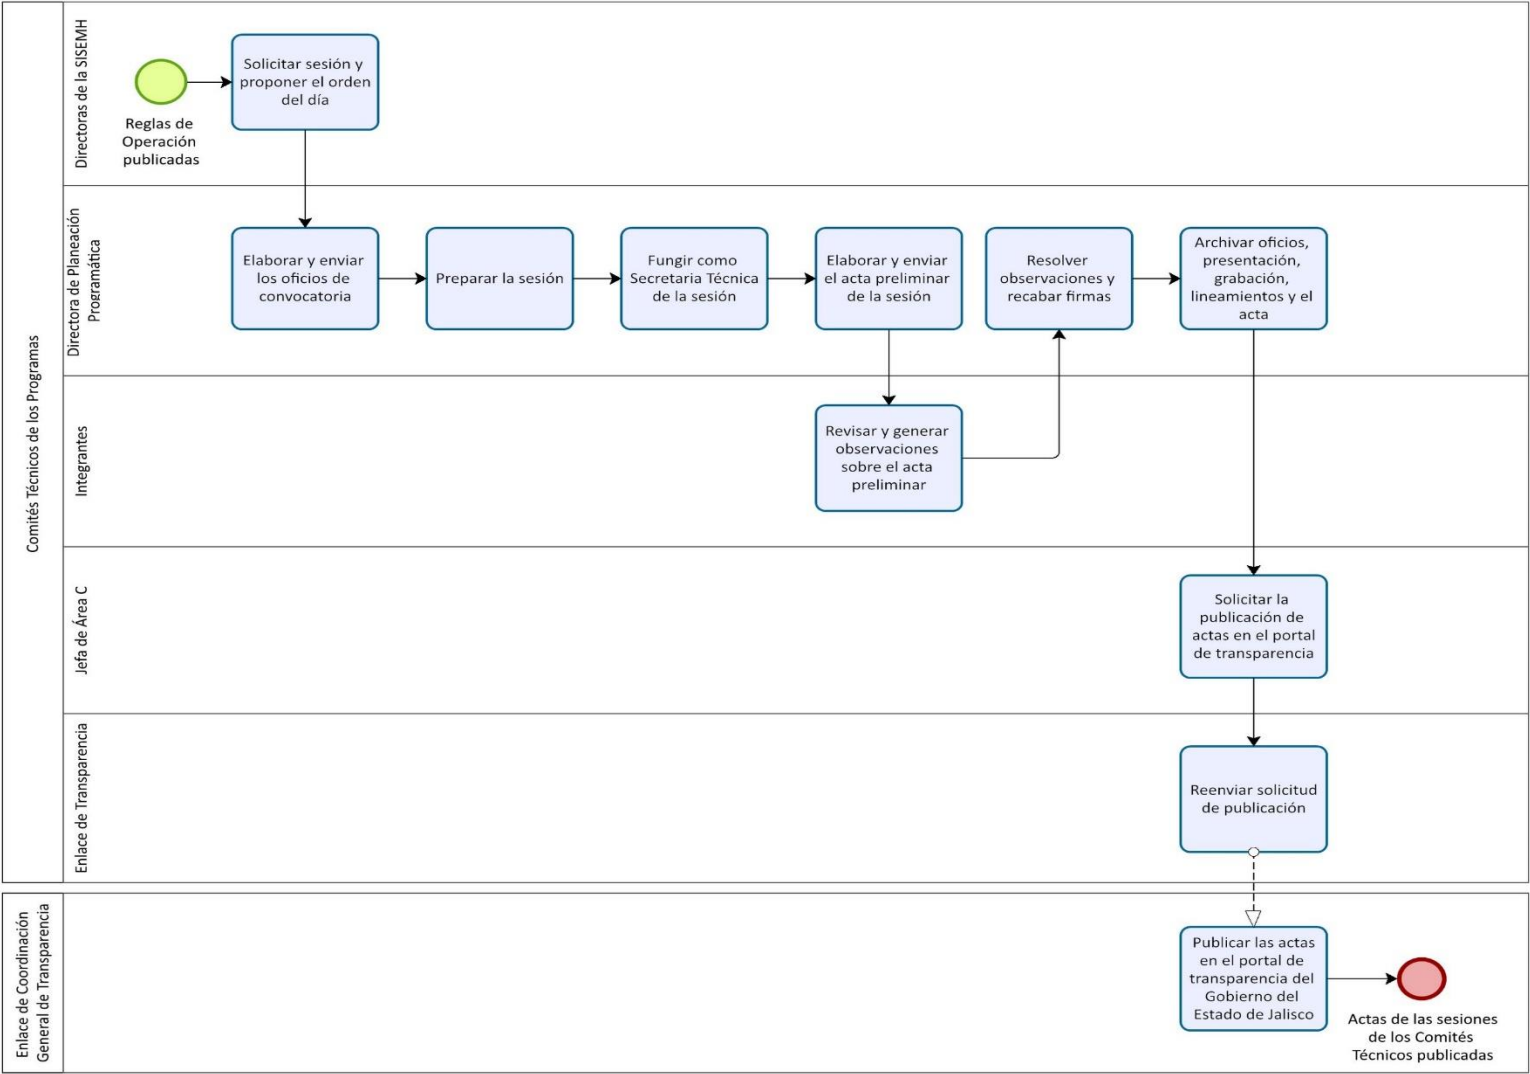 Comités Técnicos de los Programas
Directoras de la SISEMH
Reglas de
Operación
publicadas
Solicitar sesión y
proponer el orden
del día
Directora de Planeación
Programática
Elaborar y enviar
los oficios de
convocatoria
Preparar la sesión
Fungir como
Secretaria Técnica
de la sesión
Elaborar y enviar
el acta preliminar
de la sesión
Resolver
observaciones y
recabar firmas
Archivar oficios,
presentación,
grabación,
lineamientos y el
acta
Integrantes
Revisar y generar
observaciones
sobre el acta
preliminar
Jefa de Área C
Solicitar la
publicación de
actas en el portal
de transparencia
Enlace de Transparencia
Reenviar solicitud
de publicación
Enlace de Coordinación
General de Transparencia
Publicar las actas
en el portal de
transparencia del
Gobierno del
Estado de Jalisco
Actas de las sesiones
de los Comités
Técnicos publicadas